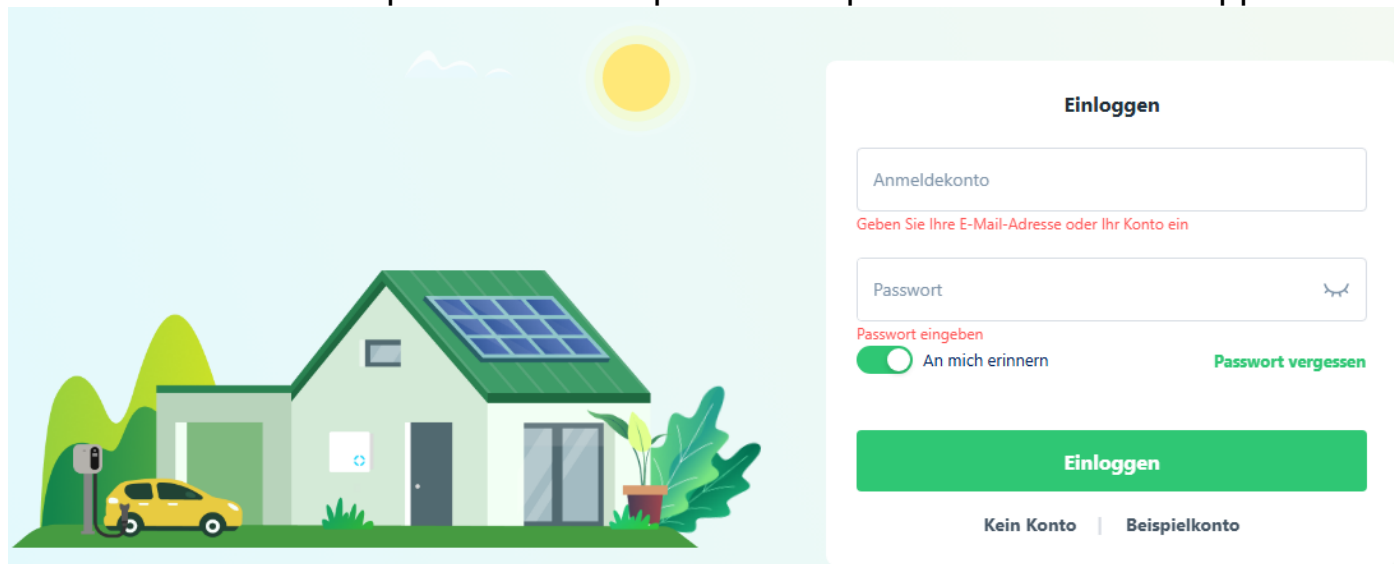 Einloggen
Anmeldekonto
Geben Sie Ihre E-Mail-Adresse oder Ihr Konto ein
Passwort
Passwort eingeben
An mich erinnern Passwort vergessen
Einloggen
Kein Konto | Beispielkonto